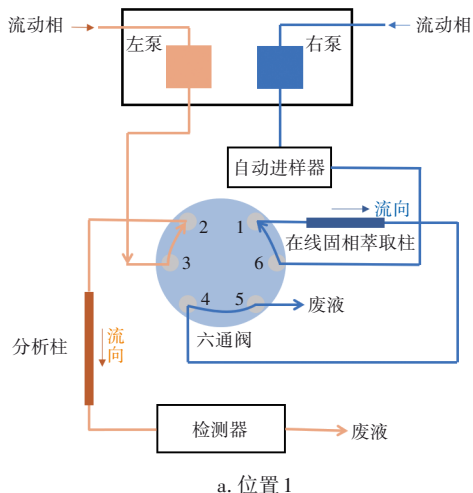 流动相
左泵
右泵
流动相
自动进样器
流向
在线固相萃取柱
2
1
3
6
4
5
废液
六通阀
分析柱
流向
检测器
废液
a. 位置1